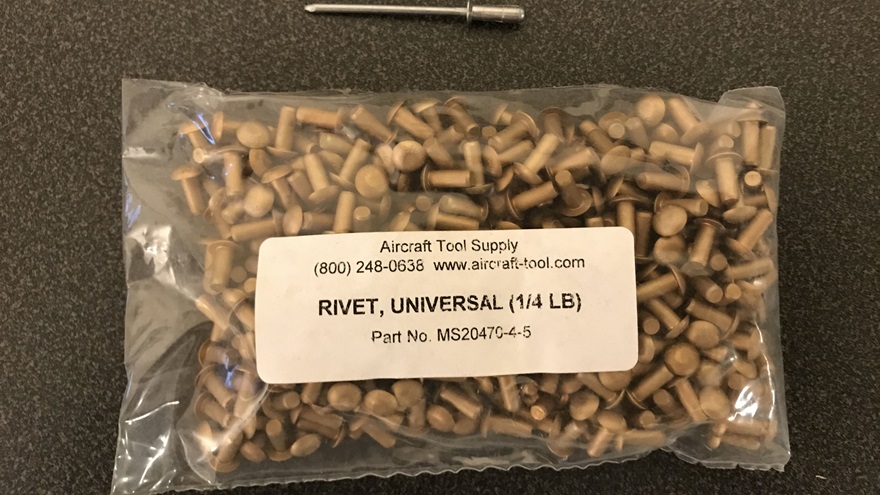 Aircraft Tool Supply
(800) 248-0638 www.aircraft-tool.com
RIVET, UNIVERSAL (1/4 LB)
Part No. MS20470-4-5